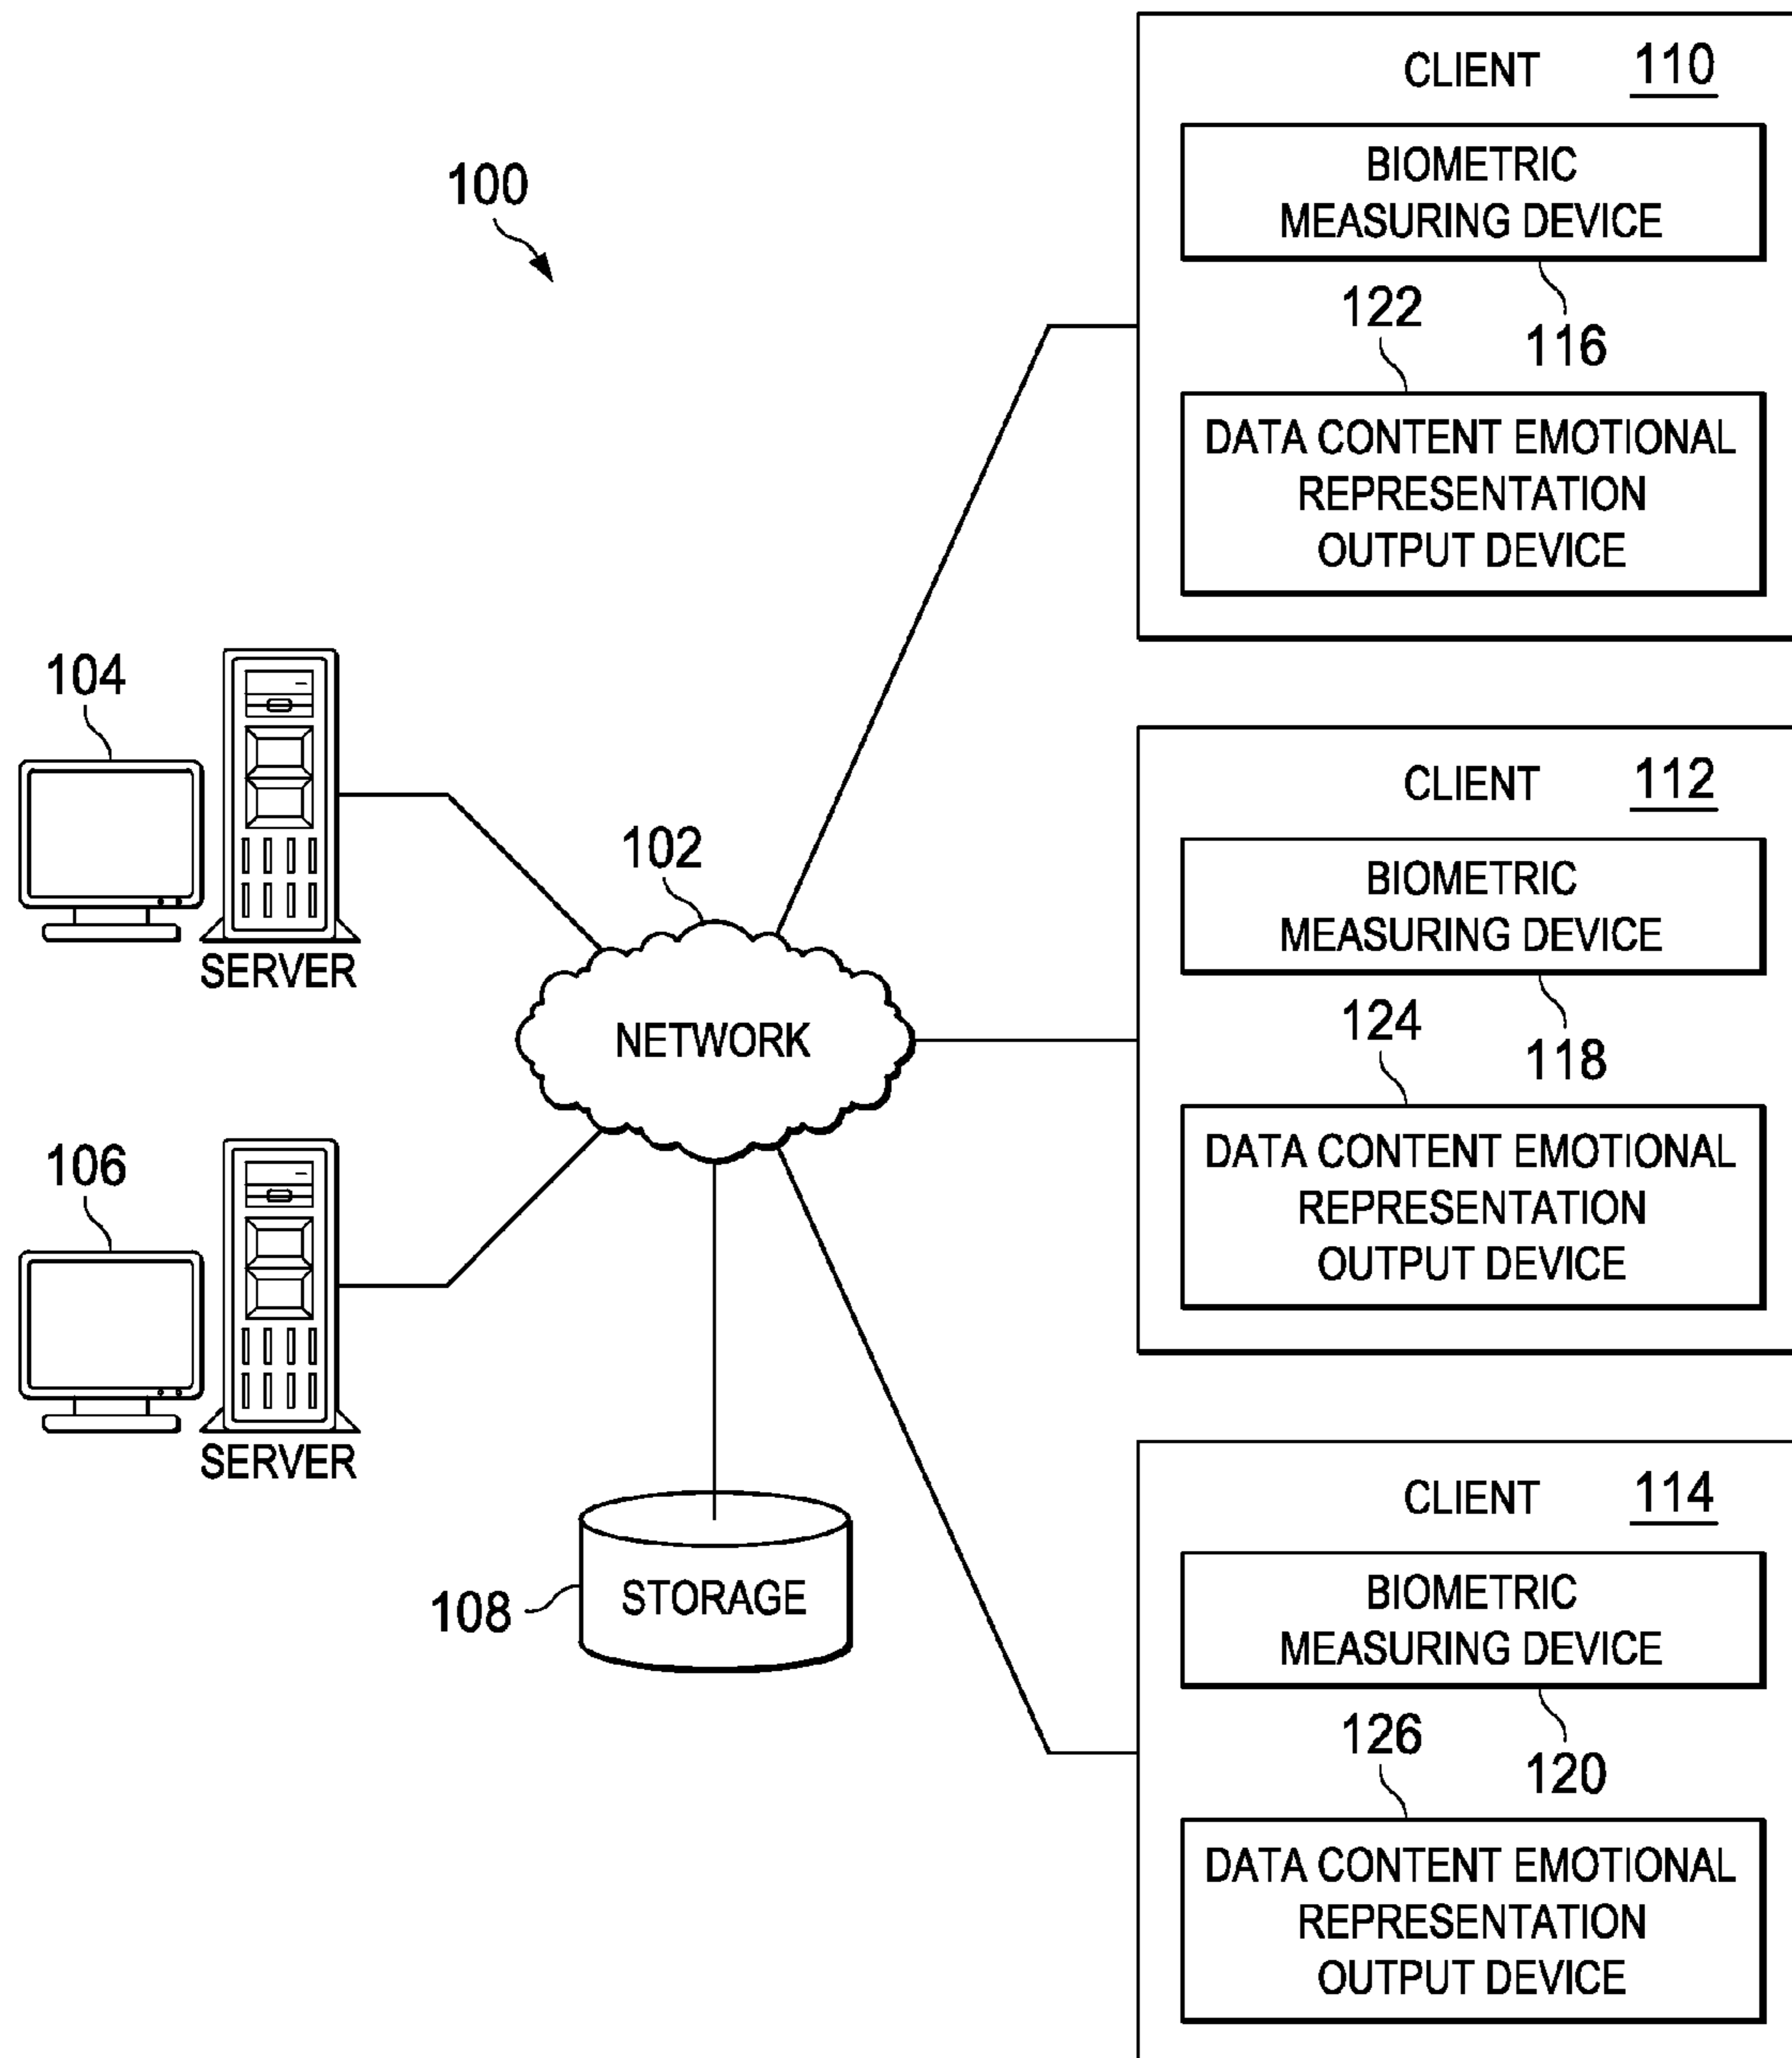 100
104
SERVER
106
SERVER
102
NETWORK
108
STORAGE
CLIENT 110
BIOMETRIC
MEASURING DEVICE
116
122
DATA CONTENT EMOTIONAL
REPRESENTATION
OUTPUT DEVICE
CLIENT 112
BIOMETRIC
MEASURING DEVICE
118
124
DATA CONTENT EMOTIONAL
REPRESENTATION
OUTPUT DEVICE
CLIENT 114
BIOMETRIC
MEASURING DEVICE
120
126
DATA CONTENT EMOTIONAL
REPRESENTATION
OUTPUT DEVICE